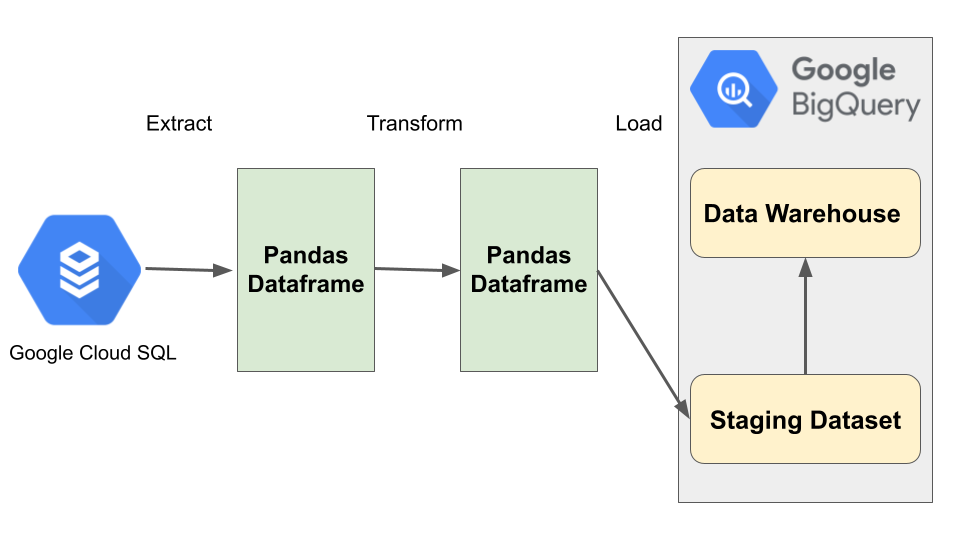 Extract
Transform
Load
Google
BigQuery
Data Warehouse
Pandas
Dataframe
Pandas
Dataframe
Google Cloud SQL
Staging Dataset